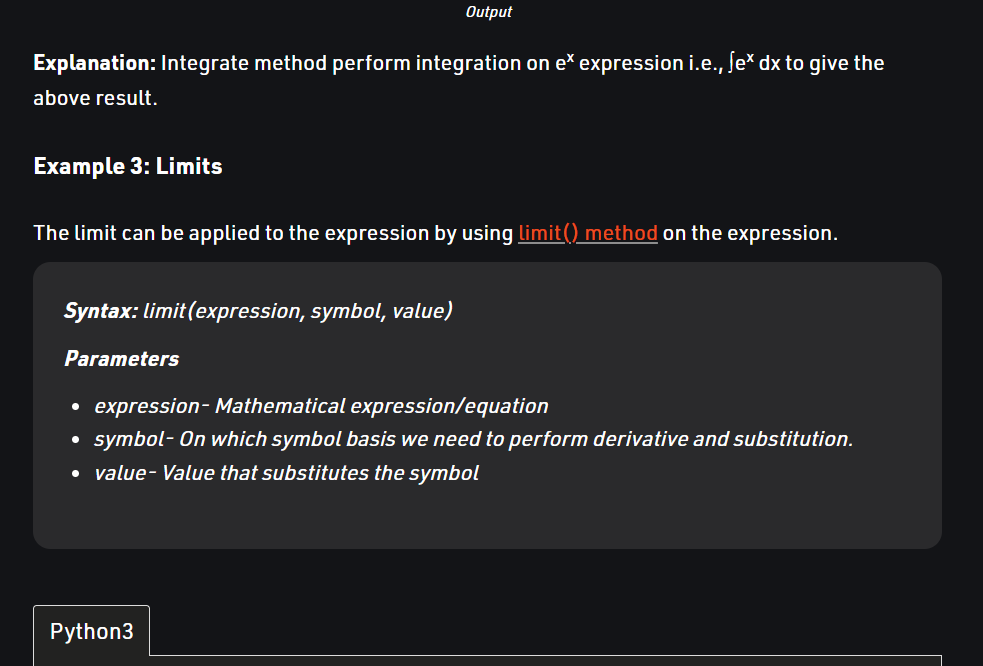 Output
Explanation: Integrate method perform integration on eˣ expression i.e., ∫eˣ dx to give the
above result.
Example 3: Limits
The limit can be applied to the expression by using limit() method on the expression.
Syntax: limit(expression, symbol, value)
Parameters
• expression- Mathematical expression/equation
• symbol- On which symbol basis we need to perform derivative and substitution.
• value- Value that substitutes the symbol
Python3